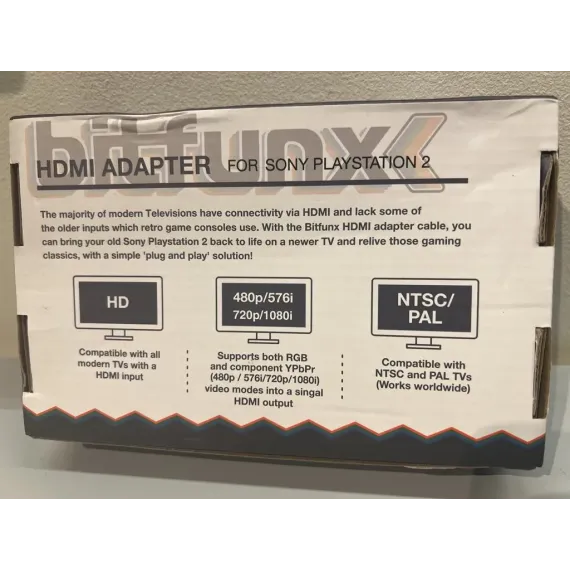 bitfunx
HDMI ADAPTER FOR SONY PLAYSTATION 2
The majority of modern Televisions have connectivity via HDMI and lack some of
the older inputs which retro game consoles use. With the Bitfunx HDMI adapter cable, you
can bring your old Sony Playstation 2 back to life on a newer TV and relive those gaming
classics, with a simple 'plug and play' solution!
HD
Compatible with all
modern TVs with a
HDMI input
480p/576i
720p/1080i
Supports both RGB
and component YPbPr
(480p / 576i/720p/1080i)
video modes into a singal
HDMI output
NTSC/
PAL
Compatible with
NTSC and PAL TVs
(Works worldwide)